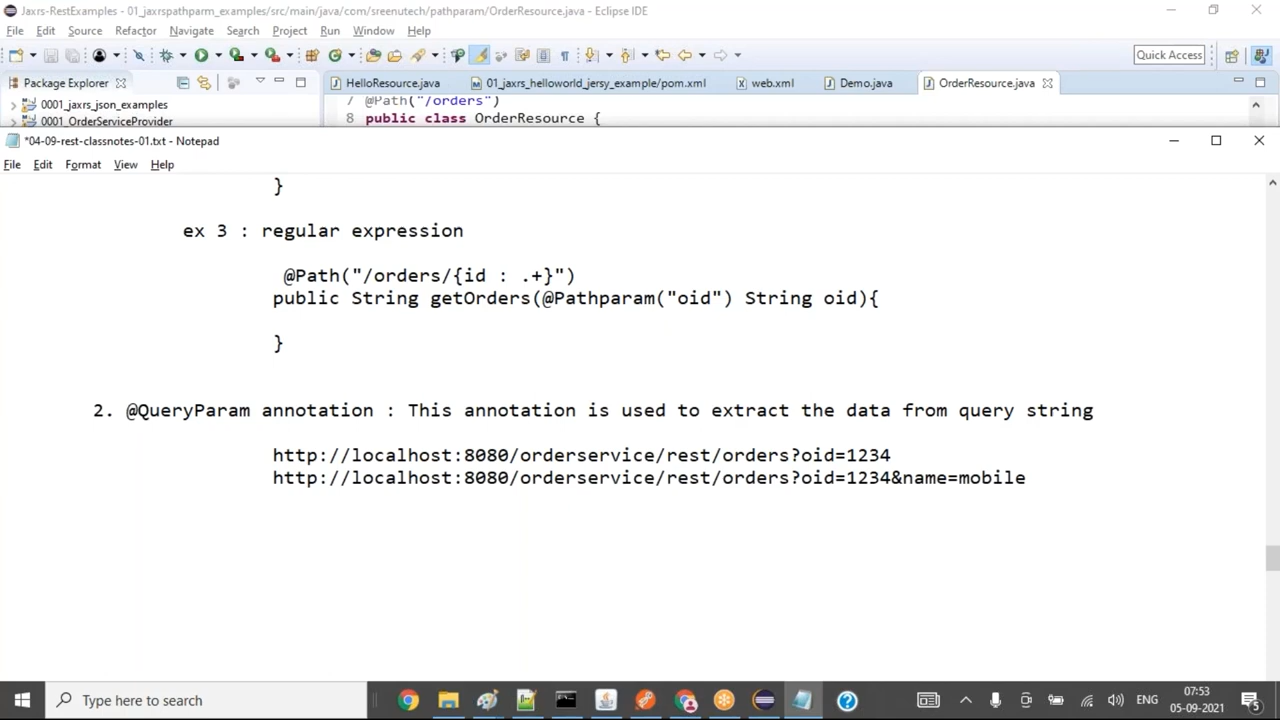 Jaxrs-RestExamples - 01_jaxrspathparm_examples/src/main/java/com/sreenutech/pathparam/OrderResource.java - Eclipse IDE
File Edit Source Refactor Navigate Search Project Run Window Help
Quick Access
Package Explorer HelloResource.java 01_jaxrs_helloworld_jersy_example/pom.xml web.xml Demo.java OrderResource.java
0001_jaxrs_json_examples 7 @Path("/orders")
0001_OrderServiceProvider 8 public class OrderResource {
*04-09-rest-classnotes-01.txt - Notepad
File Edit Format View Help
}
ex 3 : regular expression
@Path("/orders/{id : .+}")
public String getOrders(@Pathparam("oid") String oid){
}
2. @QueryParam annotation : This annotation is used to extract the data from query string
http://localhost:8080/orderservice/rest/orders?oid=1234
http://localhost:8080/orderservice/rest/orders?oid=1234&name=mobile
Type here to search
ENG
07:53
05-09-2021
5